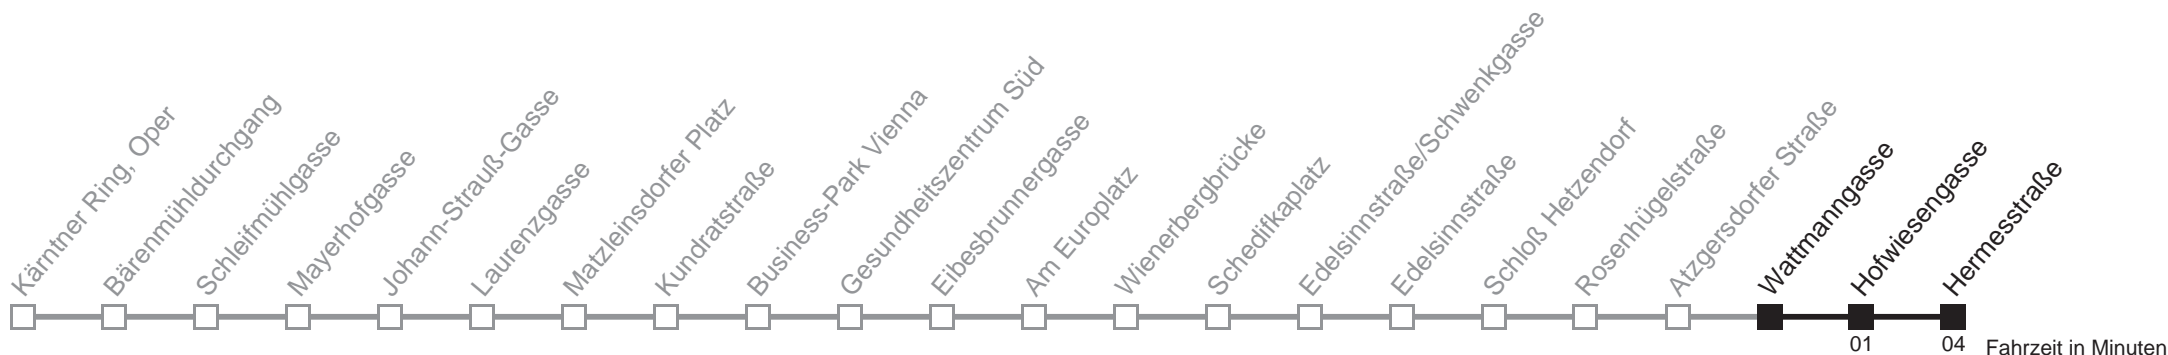 Kärntner Ring, Oper
Bärenmühldurchgang
Schleifmühlgasse
Mayerhofgasse
Johann-Strauß-Gasse
Laurenzgasse
Matzleinsdorfer Platz
Kundratstraße
Business-Park Vienna
Gesundheitszentrum Süd
Eibesbrunnergasse
Am Europlatz
Wienerbergbrücke
Schedifkaplatz
Edelsinnstraße/Schwenkgasse
Edelsinnstraße
Schloß Hetzendorf
Rosenhügelstraße
Atzgersdorfer Straße
Wattmanngasse
Hofwiesengasse
Hermesstraße
01
04
Fahrzeit in Minuten